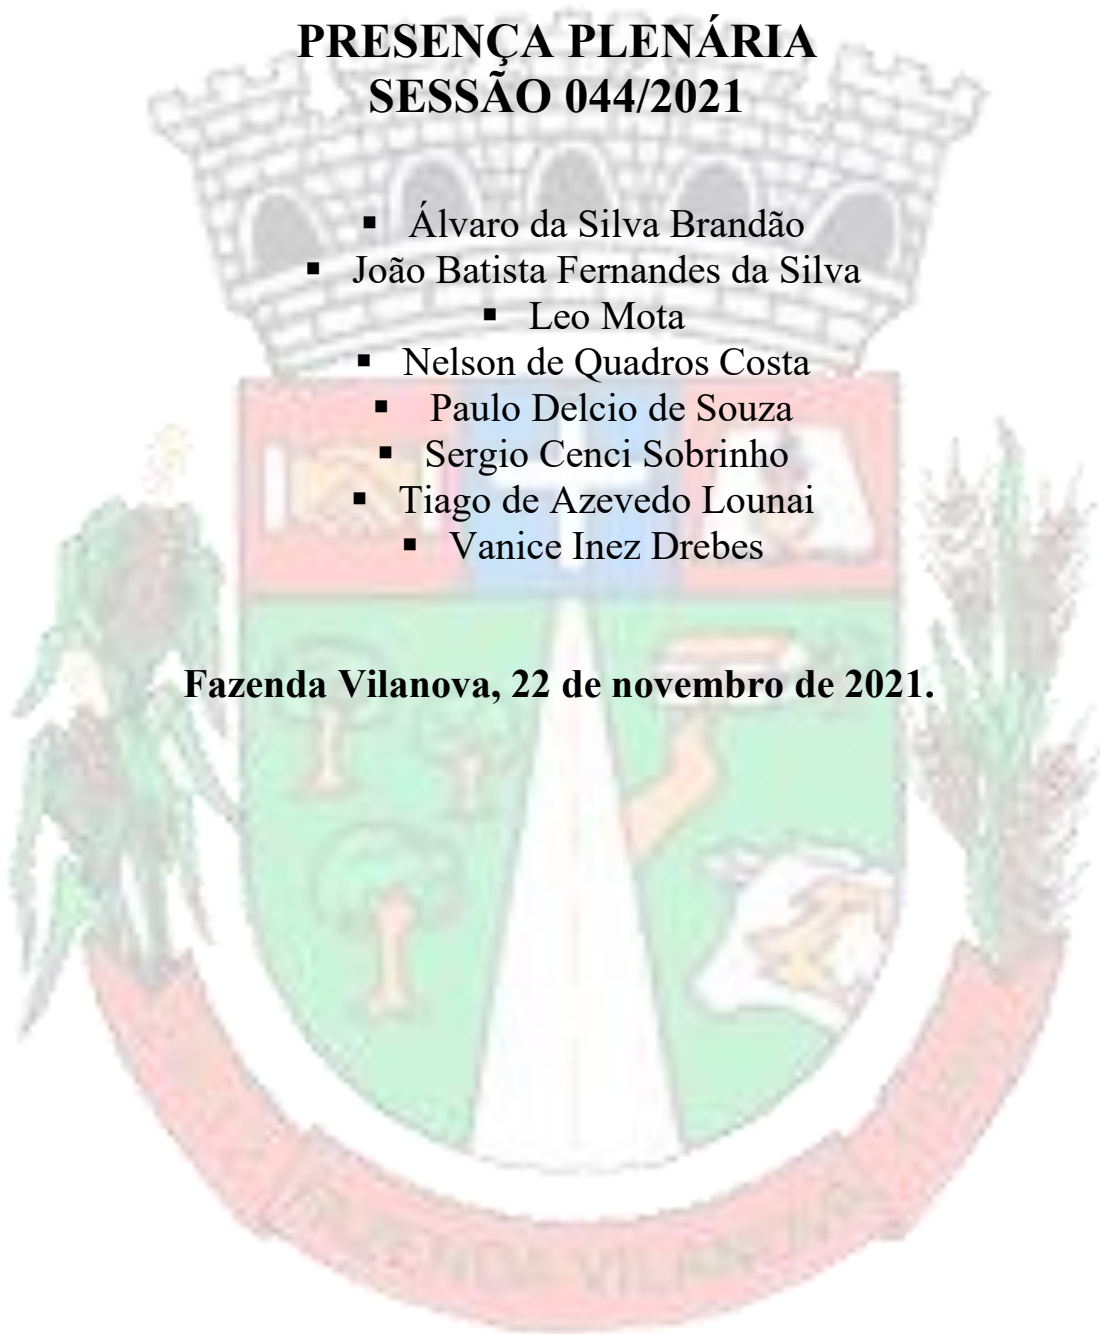 PRESENÇA PLENÁRIA
SESSÃO 044/2021
▪ Álvaro da Silva Brandão
▪ João Batista Fernandes da Silva
▪ Leo Mota
▪ Nelson de Quadros Costa
▪ Paulo Delcio de Souza
▪ Sergio Cenci Sobrinho
▪ Tiago de Azevedo Lounai
▪ Vanice Inez Drebes
Fazenda Vilanova, 22 de novembro de 2021.
FAZENDA VILANOVA